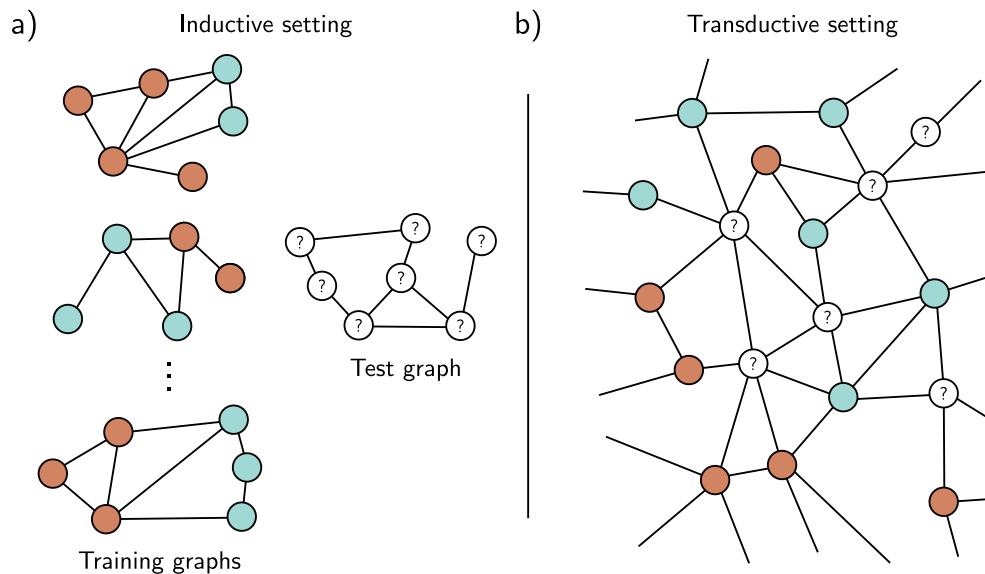 a)
Inductive setting
?
?
?
?
?
?
?
Test graph
⋮
Training graphs
b)
Transductive setting
?
?
?
?
?
?